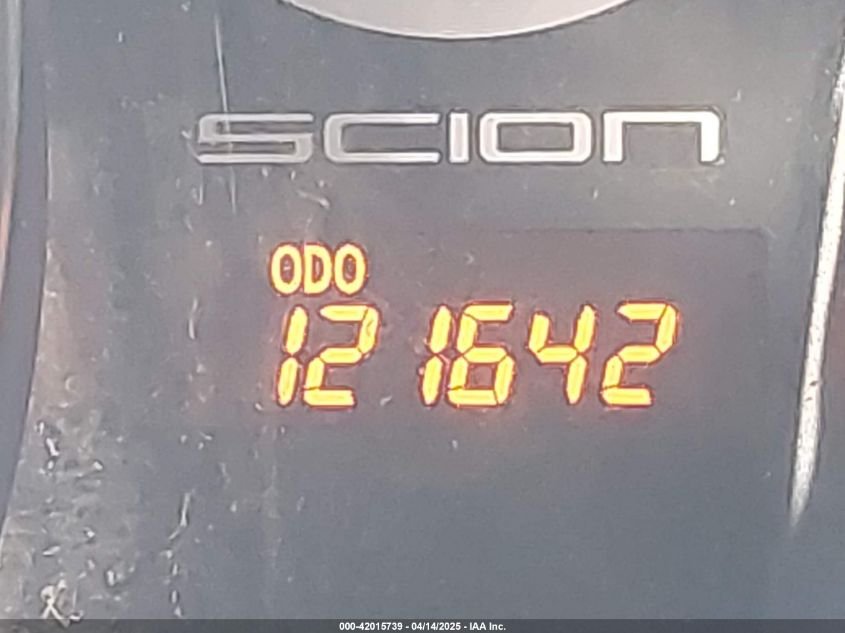 SCION
ODO
121642
000-42015739 - 04/14/2025 - IAA Inc.